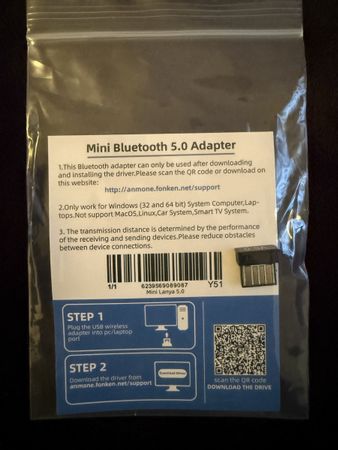 Mini Bluetooth 5.0 Adapter
1.This Bluetooth adapter can only be used after downloading
and installing the driver.Please scan the QR code or download on
this website:
http://anmone.fonken.net/support
2.Only work for Windows (32 and 64 bit) System Computer,Lap-
tops.Not support MacOS,Linux,Car System,Smart TV System.
3. The transmission distance is determined by the performance
of the receiving and sending devices.Please reduce obstacles
between device connections.
1/1 6239569089087 Y51
Mini Lanya 5.0
STEP 1
Plug the USB wireless
adapter into pc/laptop
port
STEP 2
Download the driver from
anmone.fonken.net/support
Download driver
scan the QR code
DOWNLOAD THE DRIVE